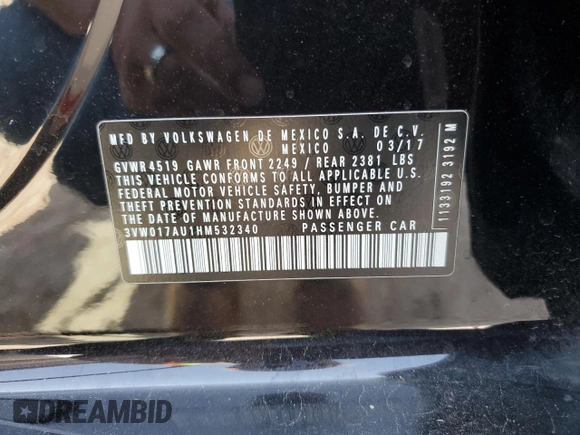 MFD BY VOLKSWAGEN DE MEXICO S.A. DE C.V.
MEXICO 03/17
GVWR4519 GAWR FRONT 2249 / REAR 2381 LBS
THIS VEHICLE CONFORMS TO ALL APPLICABLE U.S.
FEDERAL MOTOR VEHICLE SAFETY, BUMPER AND
THEFT PREVENTION STANDARDS IN EFFECT ON
THE DATE OF MANUFACTURE SHOWN ABOVE.
3VW017AU1HM532340 PASSENGER CAR
1133192 3192 M
DREAMBID